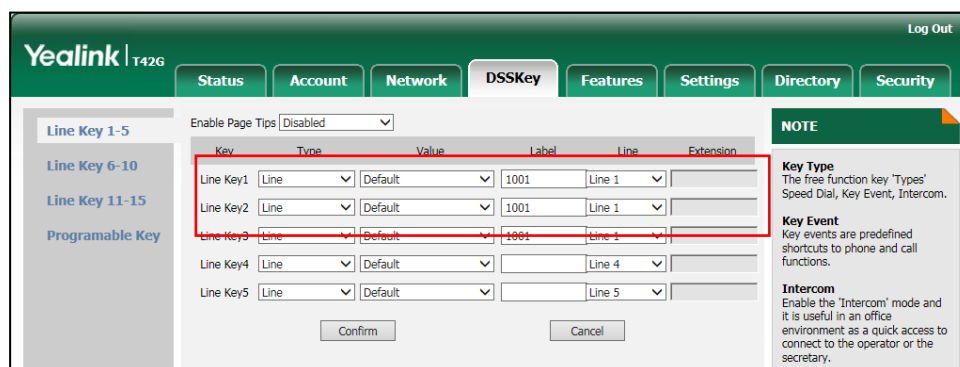 Log Out
Yealink | T42G
Status Account Network DSSKey Features Settings Directory Security
Line Key 1-5
Line Key 6-10
Line Key 11-15
Programable Key
Enable Page Tips Disabled
Key Type Value Label Line Extension
Line Key1 Line Default 1001 Line 1
Line Key2 Line Default 1001 Line 1
Line Key3 Line Default 1001 Line 1
Line Key4 Line Default Line 4
Line Key5 Line Default Line 5
Confirm Cancel
NOTE
Key Type
The free function key 'Types'
Speed Dial, Key Event, Intercom.
Key Event
Key events are predefined
shortcuts to phone and call
functions.
Intercom
Enable the 'Intercom' mode and
it is useful in an office
environment as a quick access to
connect to the operator or the
secretary.